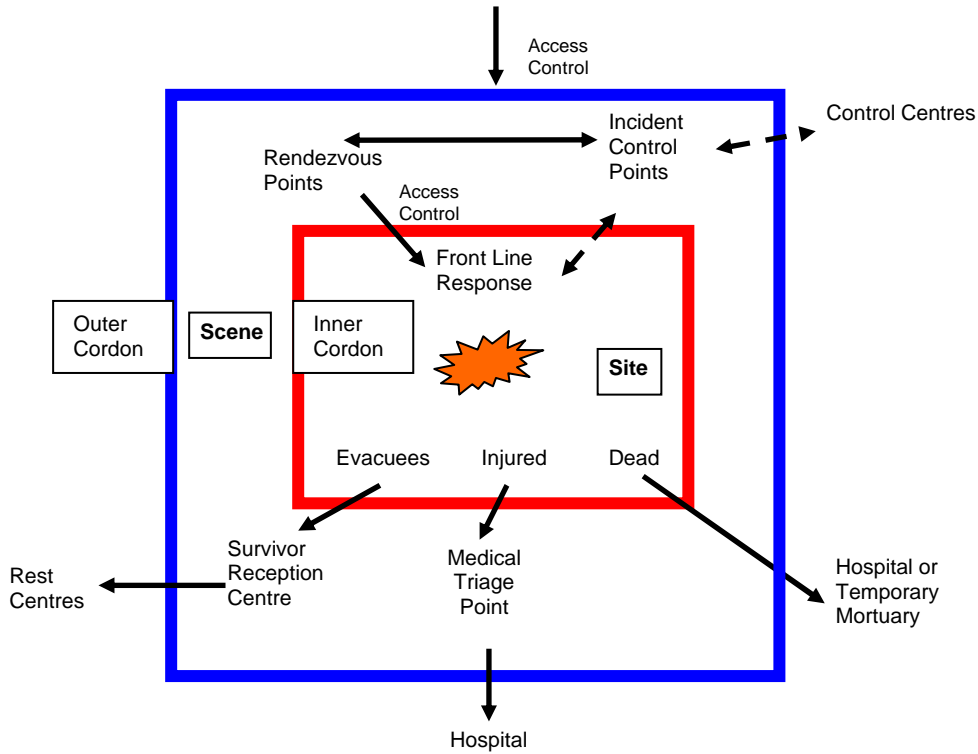 Access
Control
Control Centres
Incident
Control
Points
Rendezvous
Points
Access
Control
Front Line
Response
Outer
Cordon
Scene
Inner
Cordon
Site
Evacuees
Injured
Dead
Survivor
Reception
Centre
Medical
Triage
Point
Rest
Centres
Hospital or
Temporary
Mortuary
Hospital